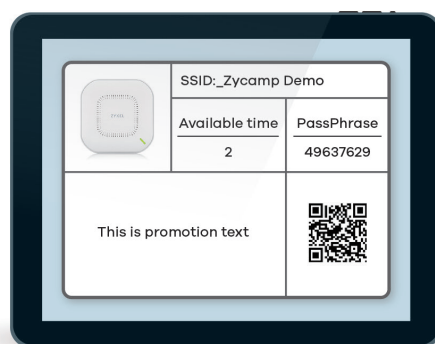 SSID:_Zycamp Demo
Available time
PassPhrase
2
49637629
This is promotion text